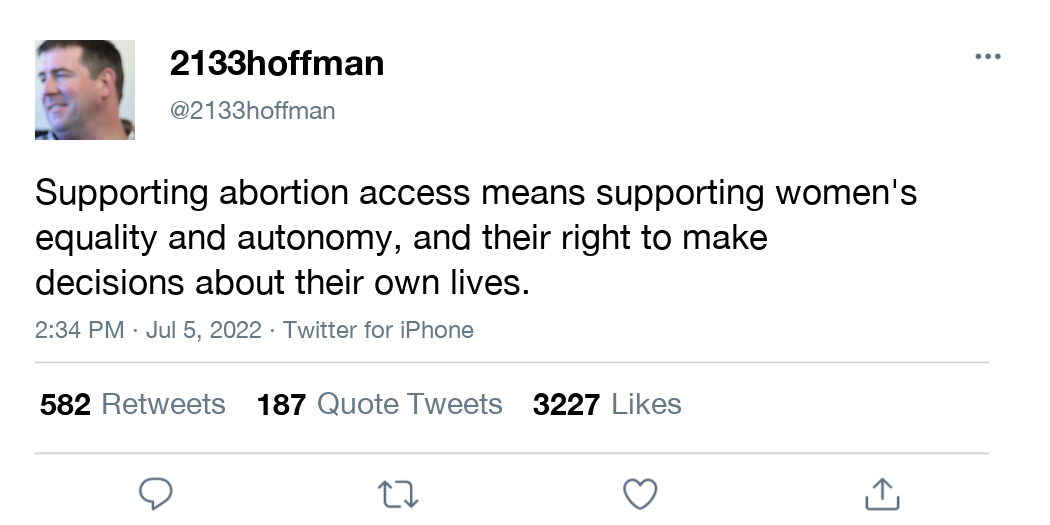 2133hoffman
@2133hoffman
Supporting abortion access means supporting women's
equality and autonomy, and their right to make
decisions about their own lives.
2:34 PM · Jul 5, 2022 · Twitter for iPhone
582 Retweets 187 Quote Tweets 3227 Likes